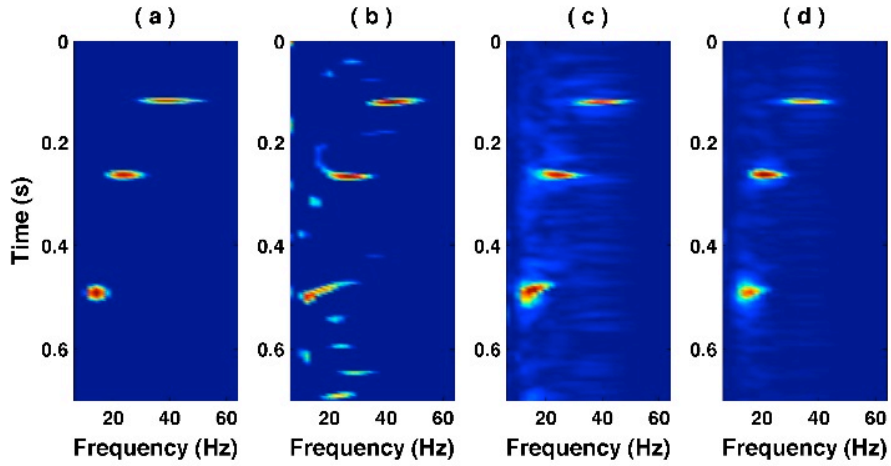 ( a ) ( b ) ( c ) ( d )
0 0 0 0
0.2 0.2 0.2 0.2
0.4 0.4 0.4 0.4
0.6 0.6 0.6 0.6
Time (s)
20 40 60 20 40 60 20 40 60 20 40 60
Frequency (Hz) Frequency (Hz) Frequency (Hz) Frequency (Hz)